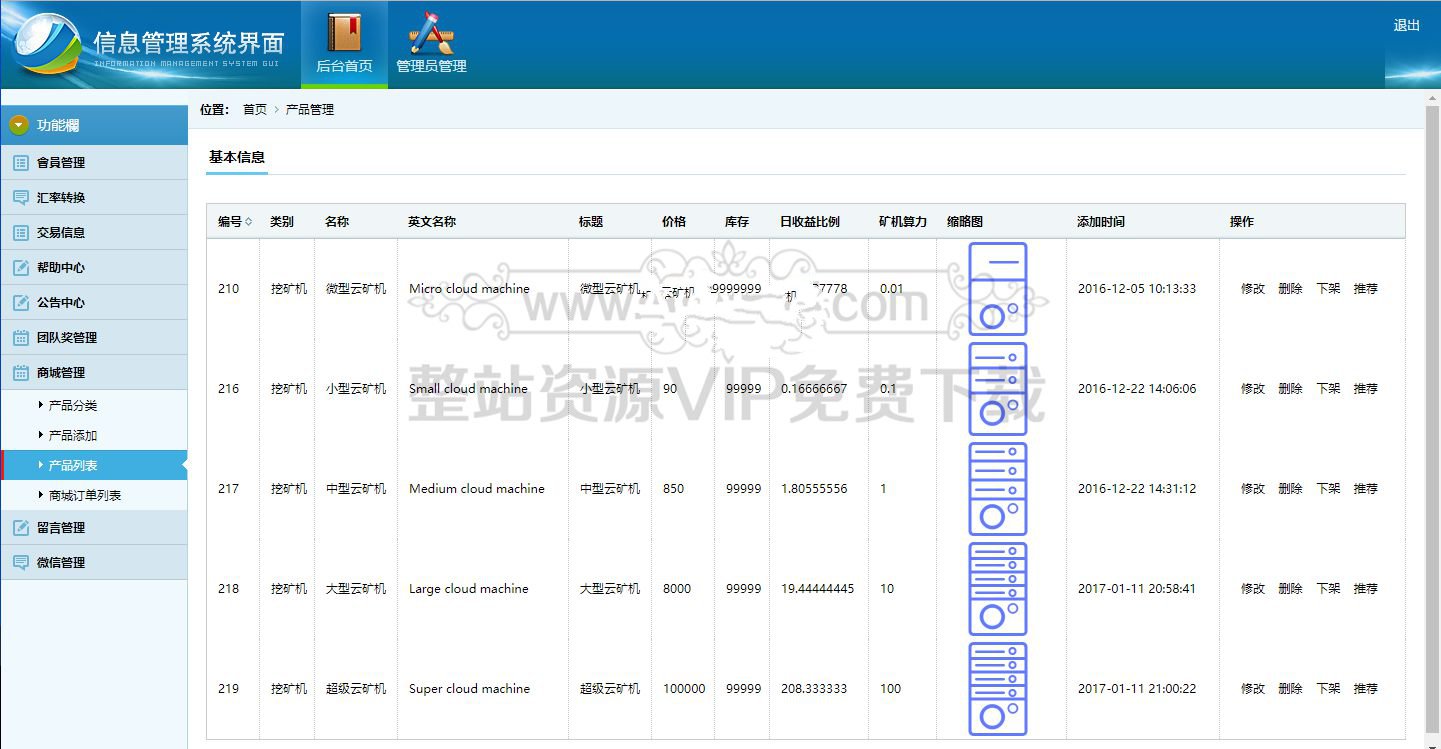 信息管理系统界面
INFORMATION MANAGEMENT SYSTEM GUI
后台首页
管理员管理
退出
功能欄
會員管理
汇率转换
交易信息
帮助中心
公告中心
团队奖管理
商城管理
产品分类
产品添加
产品列表
商城订单列表
留言管理
微信管理
位置： 首页 › 产品管理
基本信息
编号 类别 名称 英文名称 标题 价格 库存 日收益比例 矿机算力 缩略图 添加时间 操作
210 挖矿机 微型云矿机 Micro cloud machine 微型云矿机 9999999 7778 0.01 2016-12-05 10:13:33 修改 删除 下架 推荐
www. .com
216 挖矿机 小型云矿机 Small cloud machine 小型云矿机 90 99999 0.16666667 0.1 2016-12-22 14:06:06 修改 删除 下架 推荐
整站资源VIP免费下载
217 挖矿机 中型云矿机 Medium cloud machine 中型云矿机 850 99999 1.80555556 1 2016-12-22 14:31:12 修改 删除 下架 推荐
218 挖矿机 大型云矿机 Large cloud machine 大型云矿机 8000 99999 19.44444445 10 2017-01-11 20:58:41 修改 删除 下架 推荐
219 挖矿机 超级云矿机 Super cloud machine 超级云矿机 100000 99999 208.333333 100 2017-01-11 21:00:22 修改 删除 下架 推荐